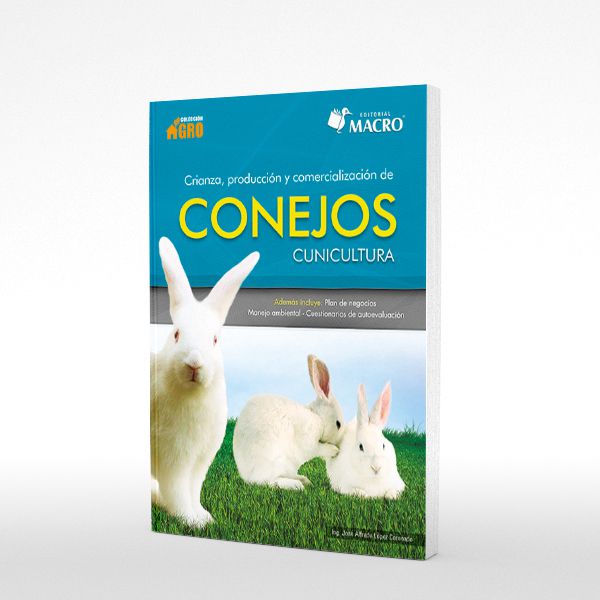 COLECCIÓN
AGRO
EDITORIAL
MACRO®
Crianza, producción y comercialización de
CONEJOS
CUNICULTURA
Además incluye: Plan de negocios
Manejo ambiental - Cuestionarios de autoevaluación
Ing. José Alfredo López Coronado